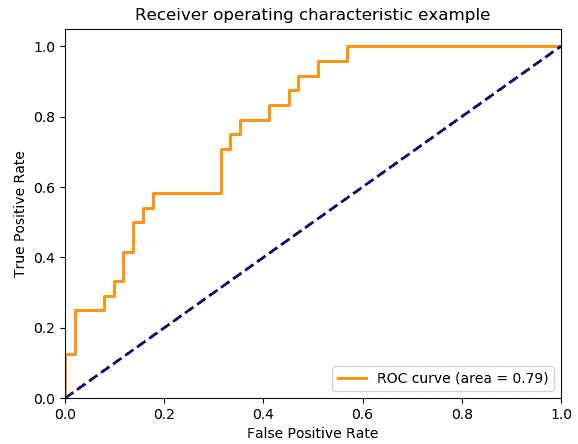 Receiver operating characteristic example
1.0
0.8
0.6
0.4
0.2
0.0
True Positive Rate
ROC curve (area = 0.79)
0.0 0.2 0.4 0.6 0.8 1.0
False Positive Rate